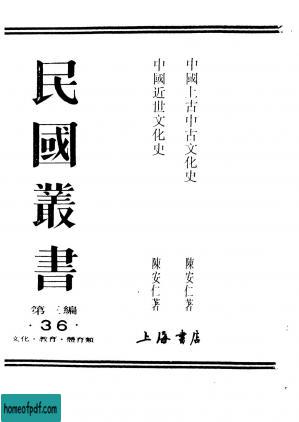 民國叢書
第三編
·36·
文化·教育·體育類
中國上古中古文化史 陳安仁著
中國近世文化史 陳安仁著
上海書店
homeofpdf.com